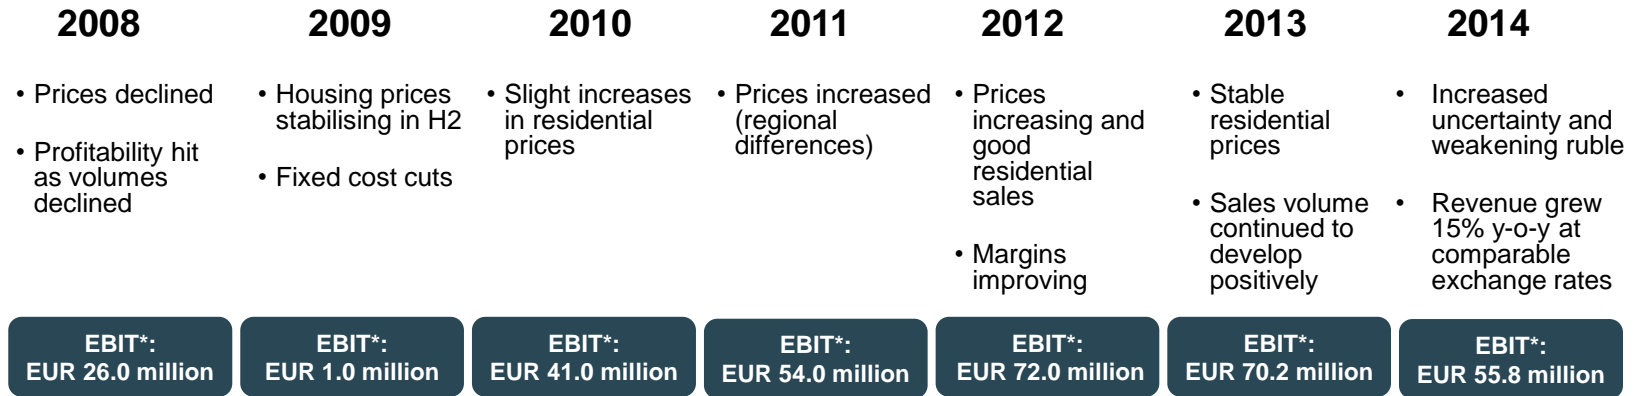 2008
• Prices declined
• Profitability hit
as volumes
declined
EBIT*:
EUR 26.0 million
2009
• Housing prices
stabilising in H2
• Fixed cost cuts
EBIT*:
EUR 1.0 million
2010
• Slight increases
in residential
prices
EBIT*:
EUR 41.0 million
2011
• Prices increased
(regional
differences)
EBIT*:
EUR 54.0 million
2012
• Prices
increasing and
good
residential
sales
• Margins
improving
EBIT*:
EUR 72.0 million
2013
• Stable
residential
prices
• Sales volume
continued to
develop
positively
EBIT*:
EUR 70.2 million
2014
• Increased
uncertainty and
weakening ruble
• Revenue grew
15% y-o-y at
comparable
exchange rates
EBIT*:
EUR 55.8 million